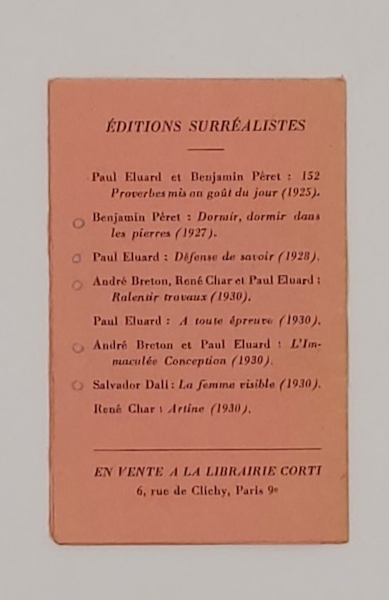 ÉDITIONS SURRÉALISTES
Paul Eluard et Benjamin Péret : 152
Proverbes mis au goût du jour (1925).
Benjamin Péret : Dormir, dormir dans
les pierres (1927).
Paul Eluard : Défense de savoir (1928).
André Breton, René Char et Paul Eluard :
Ralentir travaux (1930).
Paul Eluard : A toute épreuve (1930).
André Breton et Paul Eluard : L'Im-
maculée Conception (1930).
Salvador Dali : La femme visible (1930).
René Char : Artine (1930).
EN VENTE A LA LIBRAIRIE CORTI
6, rue de Clichy, Paris 9e